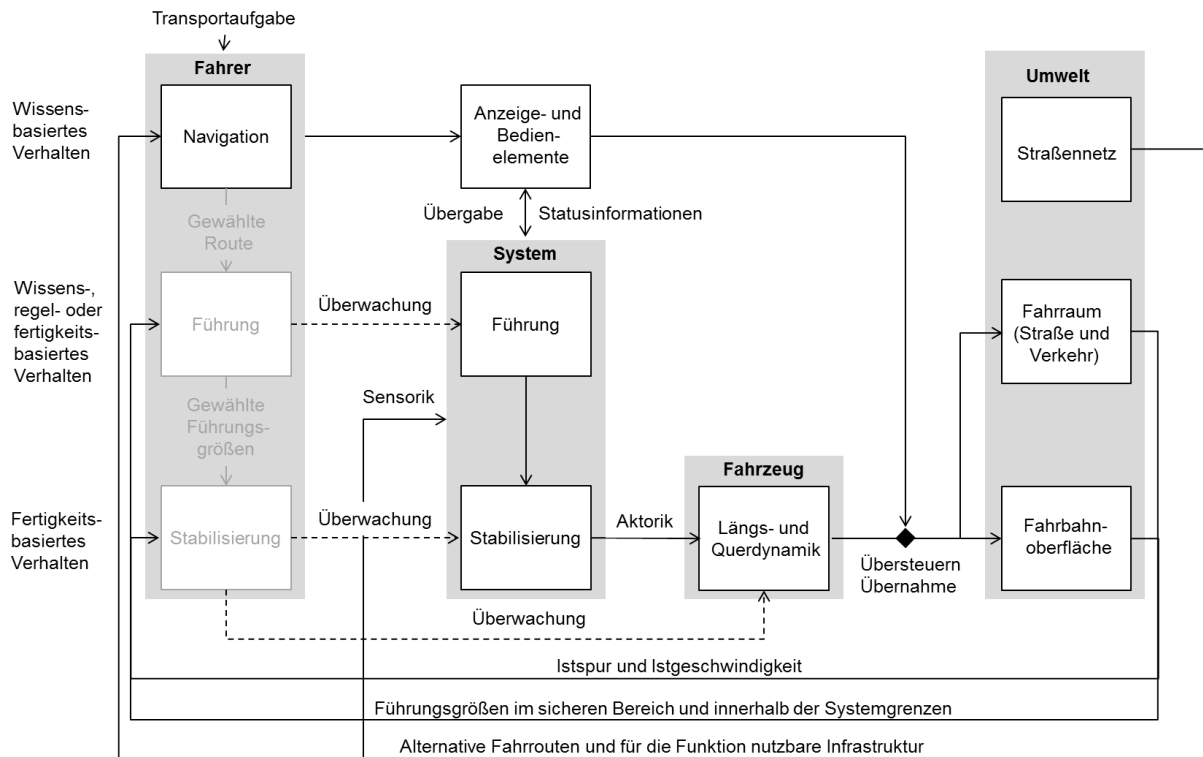 Transportaufgabe
Fahrer
Umwelt
Wissens-
basiertes
Verhalten
Navigation
Anzeige- und
Bedien-
elemente
Straßennetz
Gewählte
Route
Übergabe
Statusinformationen
System
Wissens-,
regel- oder
fertigkeits-
basiertes
Verhalten
Führung
Überwachung
Führung
Fahrraum
(Straße und
Verkehr)
Gewählte
Führungs-
größen
Sensorik
Fahrzeug
Fertigkeits-
basiertes
Verhalten
Stabilisierung
Überwachung
Stabilisierung
Aktorik
Längs- und
Querdynamik
Übersteuern
Übernahme
Fahrbahn-
oberfläche
Überwachung
Istspur und Istgeschwindigkeit
Führungsgrößen im sicheren Bereich und innerhalb der Systemgrenzen
Alternative Fahrrouten und für die Funktion nutzbare Infrastruktur